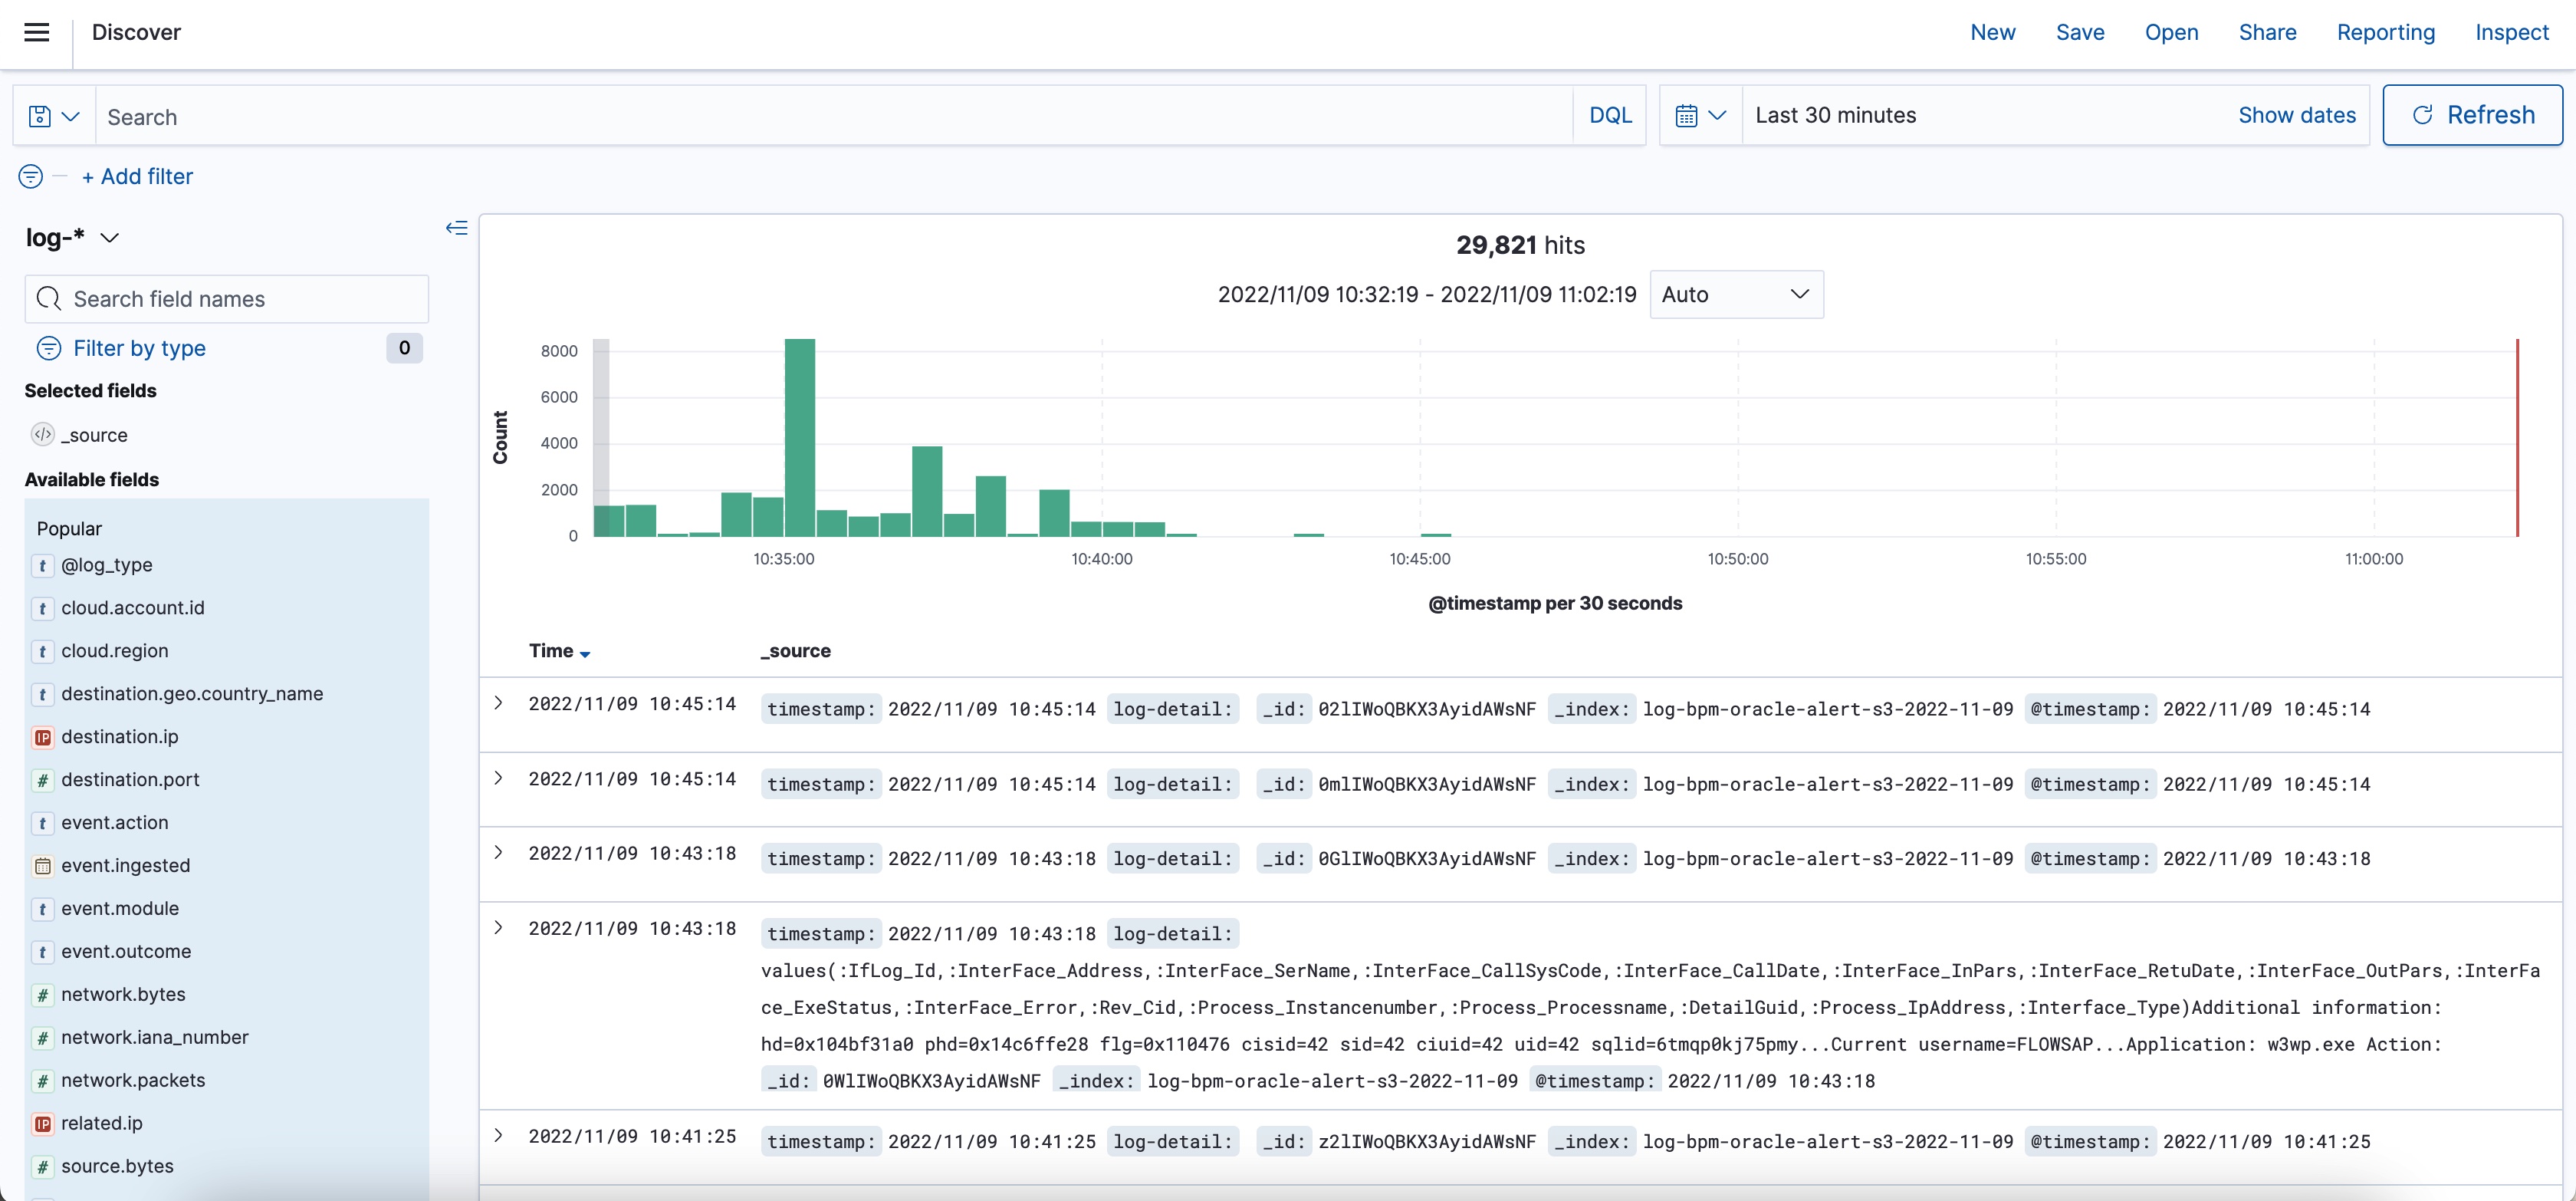 Discover
New Save Open Share Reporting Inspect
Search
DQL
Last 30 minutes
Show dates
Refresh
+ Add filter
log-*
Search field names
Filter by type 0
Selected fields
_source
Available fields
Popular
@log_type
cloud.account.id
cloud.region
destination.geo.country_name
destination.ip
destination.port
event.action
event.ingested
event.module
event.outcome
network.bytes
network.iana_number
network.packets
related.ip
source.bytes
29,821 hits
2022/11/09 10:32:19 - 2022/11/09 11:02:19 Auto
Count
8000
6000
4000
2000
0
10:35:00 10:40:00 10:45:00 10:50:00 10:55:00 11:00:00
@timestamp per 30 seconds
Time _source
2022/11/09 10:45:14 timestamp: 2022/11/09 10:45:14 log-detail: _id: 02lIWoQBKX3AyidAWsNF _index: log-bpm-oracle-alert-s3-2022-11-09 @timestamp: 2022/11/09 10:45:14
2022/11/09 10:45:14 timestamp: 2022/11/09 10:45:14 log-detail: _id: 0mlIWoQBKX3AyidAWsNF _index: log-bpm-oracle-alert-s3-2022-11-09 @timestamp: 2022/11/09 10:45:14
2022/11/09 10:43:18 timestamp: 2022/11/09 10:43:18 log-detail: _id: 0GlIWoQBKX3AyidAWsNF _index: log-bpm-oracle-alert-s3-2022-11-09 @timestamp: 2022/11/09 10:43:18
2022/11/09 10:43:18 timestamp: 2022/11/09 10:43:18 log-detail:
values(:IfLog_Id,:InterFace_Address,:InterFace_SerName,:InterFace_CallSysCode,:InterFace_CallDate,:InterFace_InPars,:InterFace_RetuDate,:InterFace_OutPars,:InterFa
ce_ExeStatus,:InterFace_Error,:Rev_Cid,:Process_Instancenumber,:Process_Processname,:DetailGuid,:Process_IpAddress,:Interface_Type)Additional information:
hd=0x104bf31a0 phd=0x14c6ffe28 flg=0x110476 cisid=42 sid=42 ciuid=42 uid=42 sqlid=6tmqp0kj75pmy...Current username=FLOWSAP...Application: w3wp.exe Action:
_id: 0WlIWoQBKX3AyidAWsNF _index: log-bpm-oracle-alert-s3-2022-11-09 @timestamp: 2022/11/09 10:43:18
2022/11/09 10:41:25 timestamp: 2022/11/09 10:41:25 log-detail: _id: z2lIWoQBKX3AyidAWsNF _index: log-bpm-oracle-alert-s3-2022-11-09 @timestamp: 2022/11/09 10:41:25